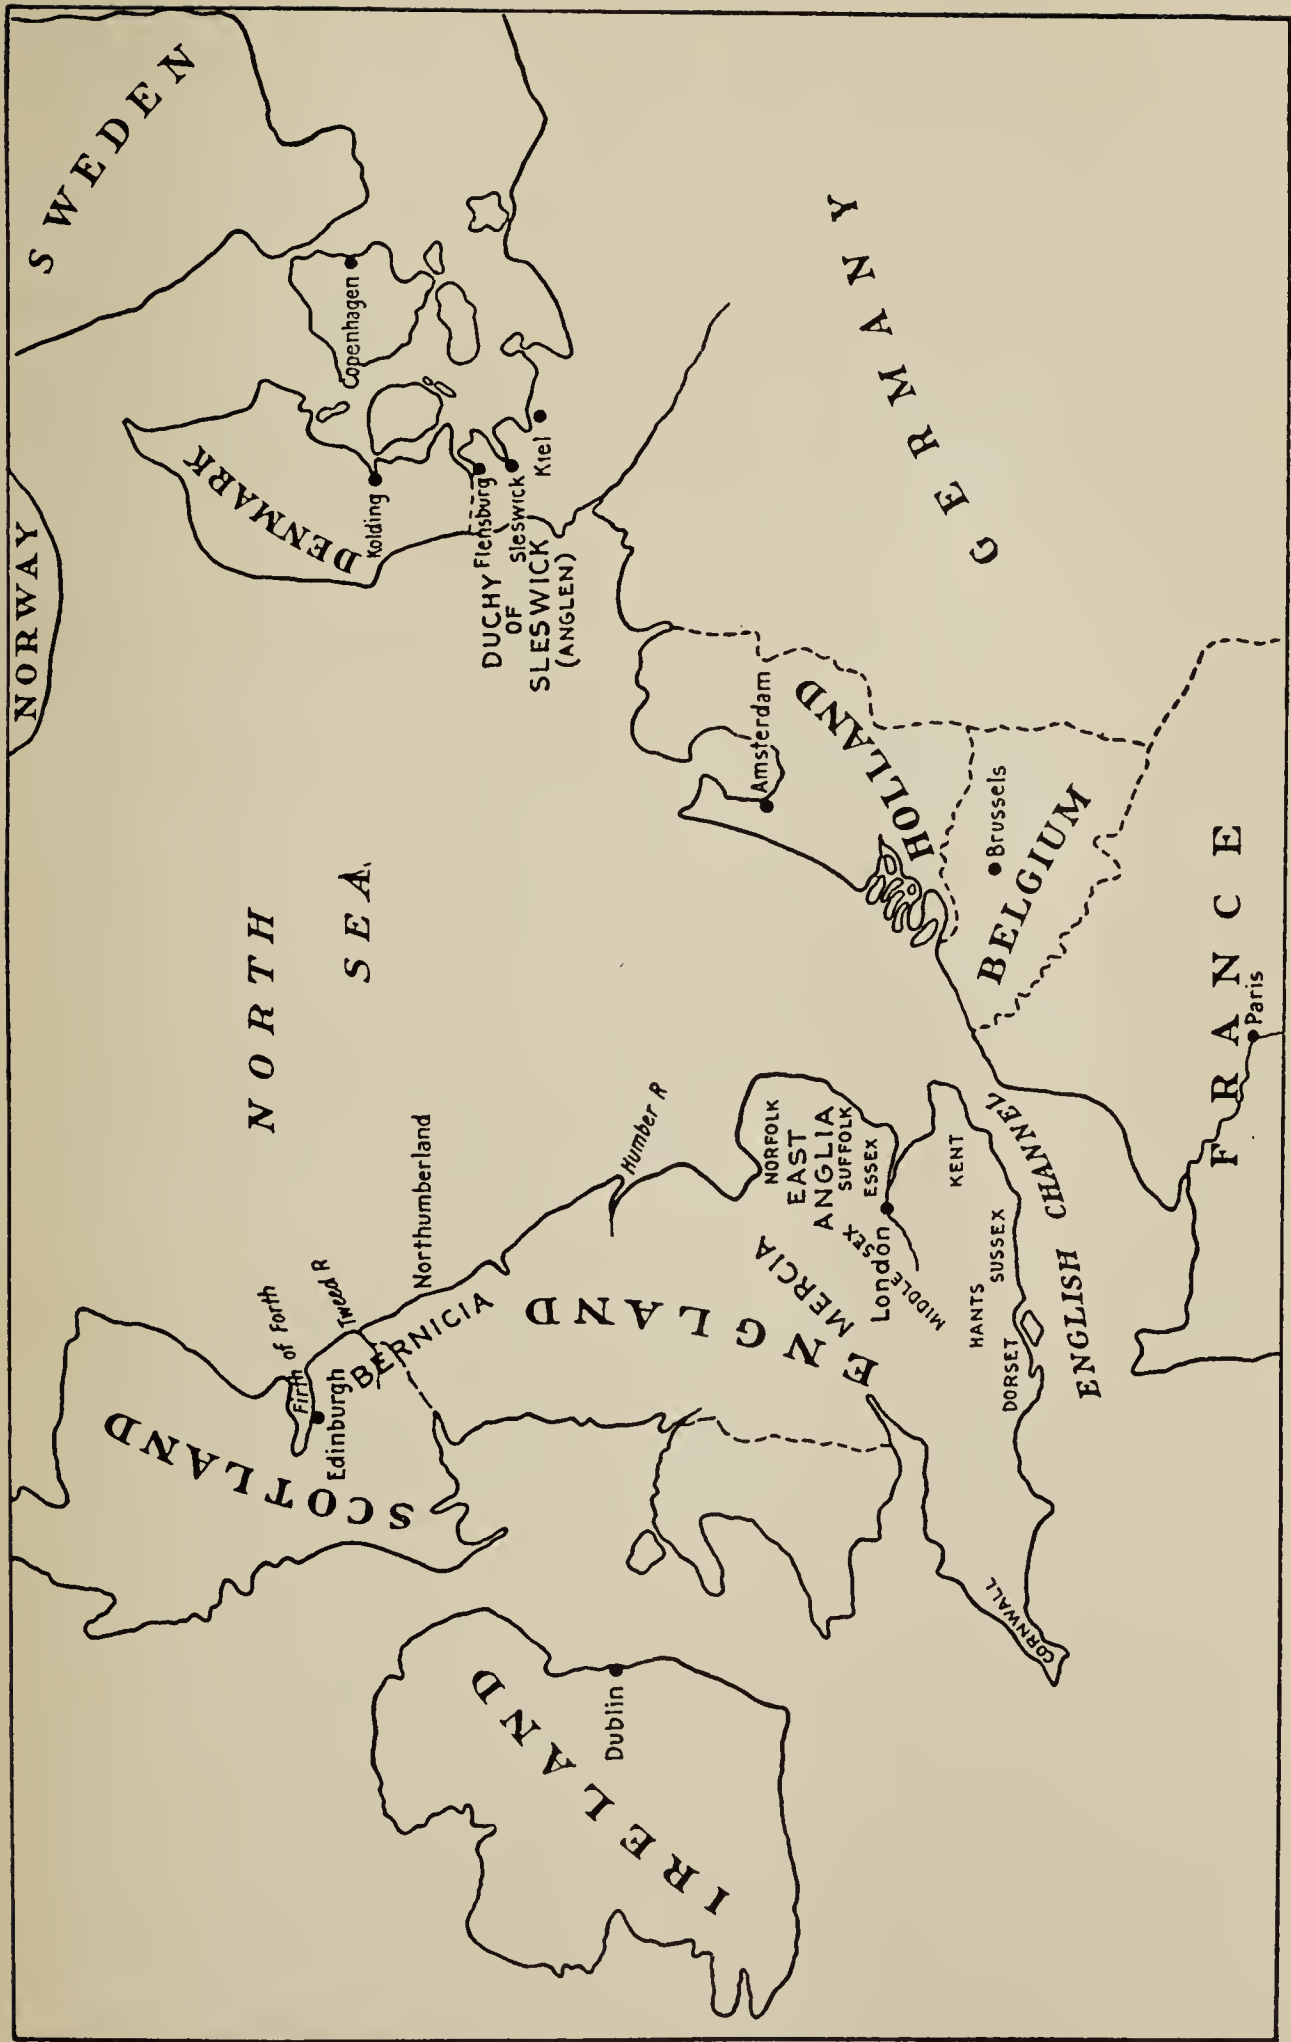 NORWAY
SWEDEN
NORTH
SEA
DENMARK
Copenhagen
Kolding
Flensburg
Sleswick
Kiel
DUCHY
OF
SLESWICK
(ANGLEN)
SCOTLAND
Firth of Forth
Edinburgh
Tweed R
BERNICIA
Northumberland
Humber R
ENGLAND
MERCIA
NORFOLK
EAST
ANGLIA
SUFFOLK
ESSEX
MIDDLE SEX
London
KENT
HANTS
SUSSEX
DORSET
CORNWALL
ENGLISH CHANNEL
IRELAND
Dublin
HOLLAND
Amsterdam
BELGIUM
Brussels
GERMANY
FRANCE
Paris